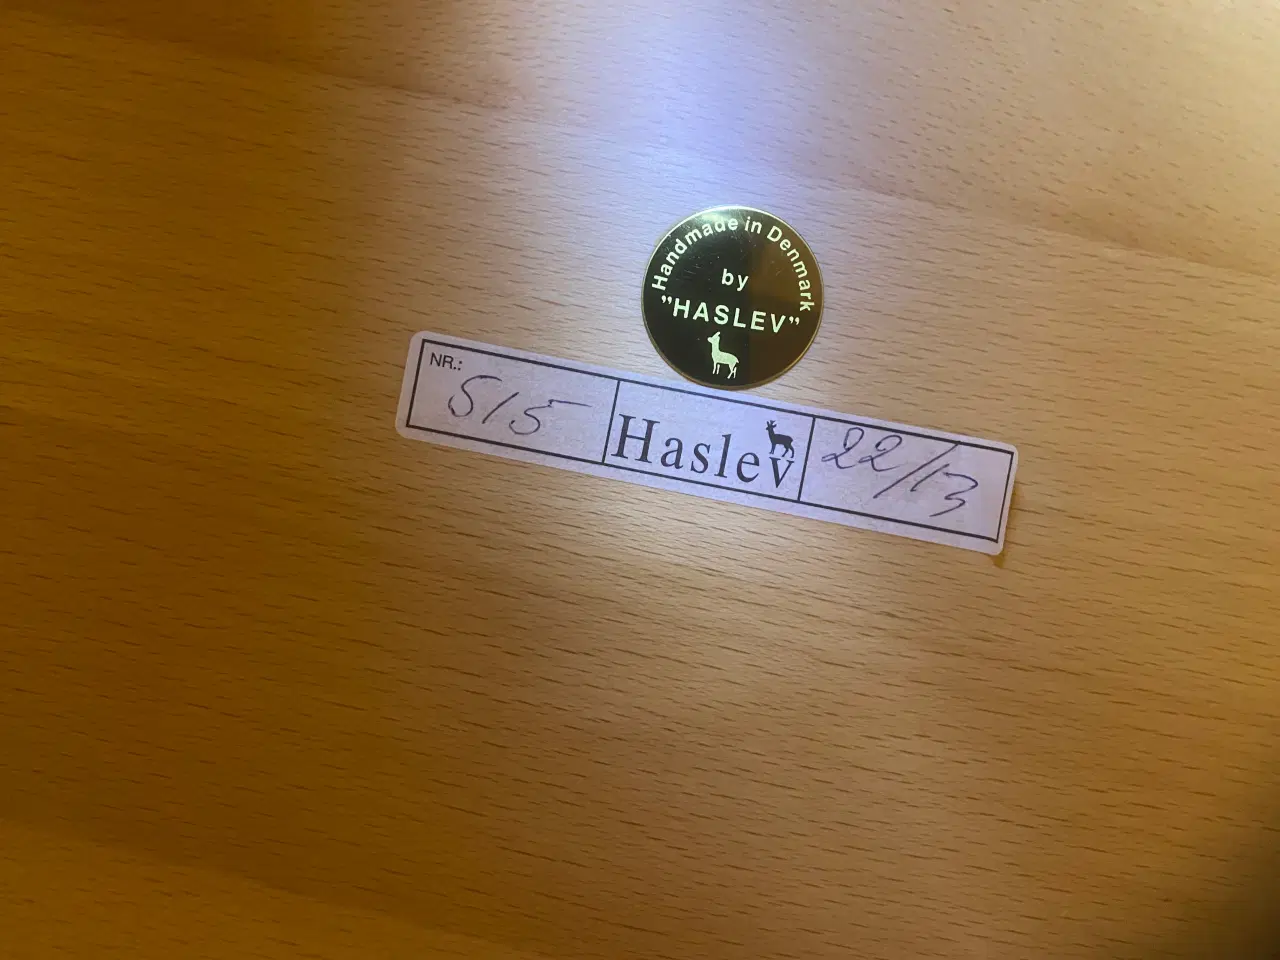 Handmade in Denmark
by
"HASLEV"
NR.:
515
Haslev
22/13